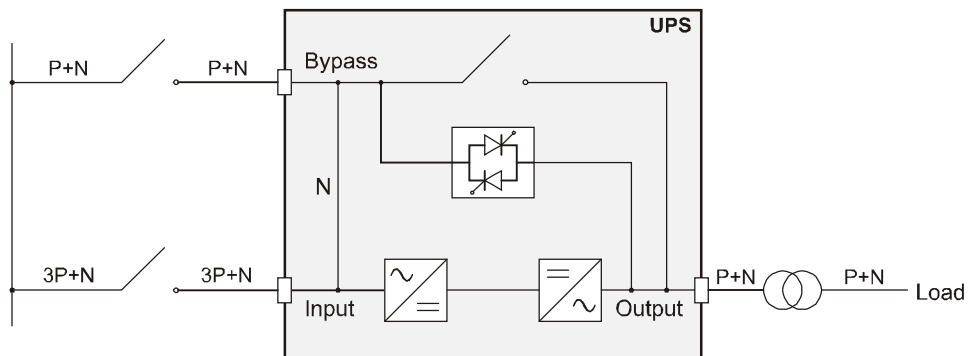 UPS
P+N
P+N
Bypass
N
3P+N
3P+N
Input
Output
P+N
P+N
Load